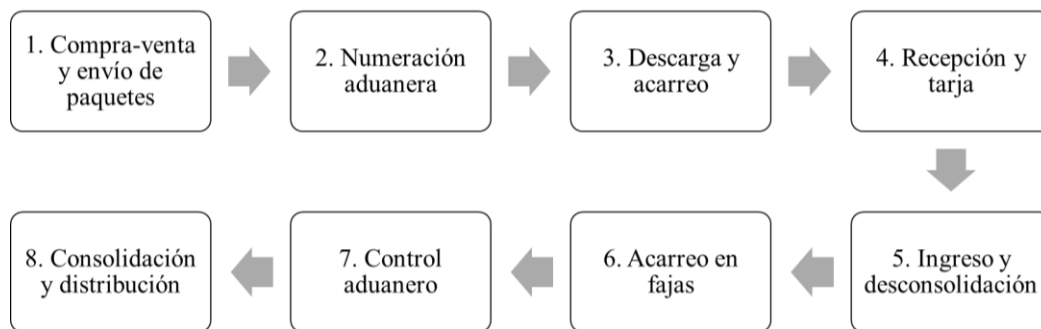 1. Compra-venta
y envío de
paquetes
2. Numeración
aduanera
3. Descarga y
acarreo
4. Recepción y
tarja
5. Ingreso y
desconsolidación
6. Acarreo en
fajas
7. Control
aduanero
8. Consolidación
y distribución